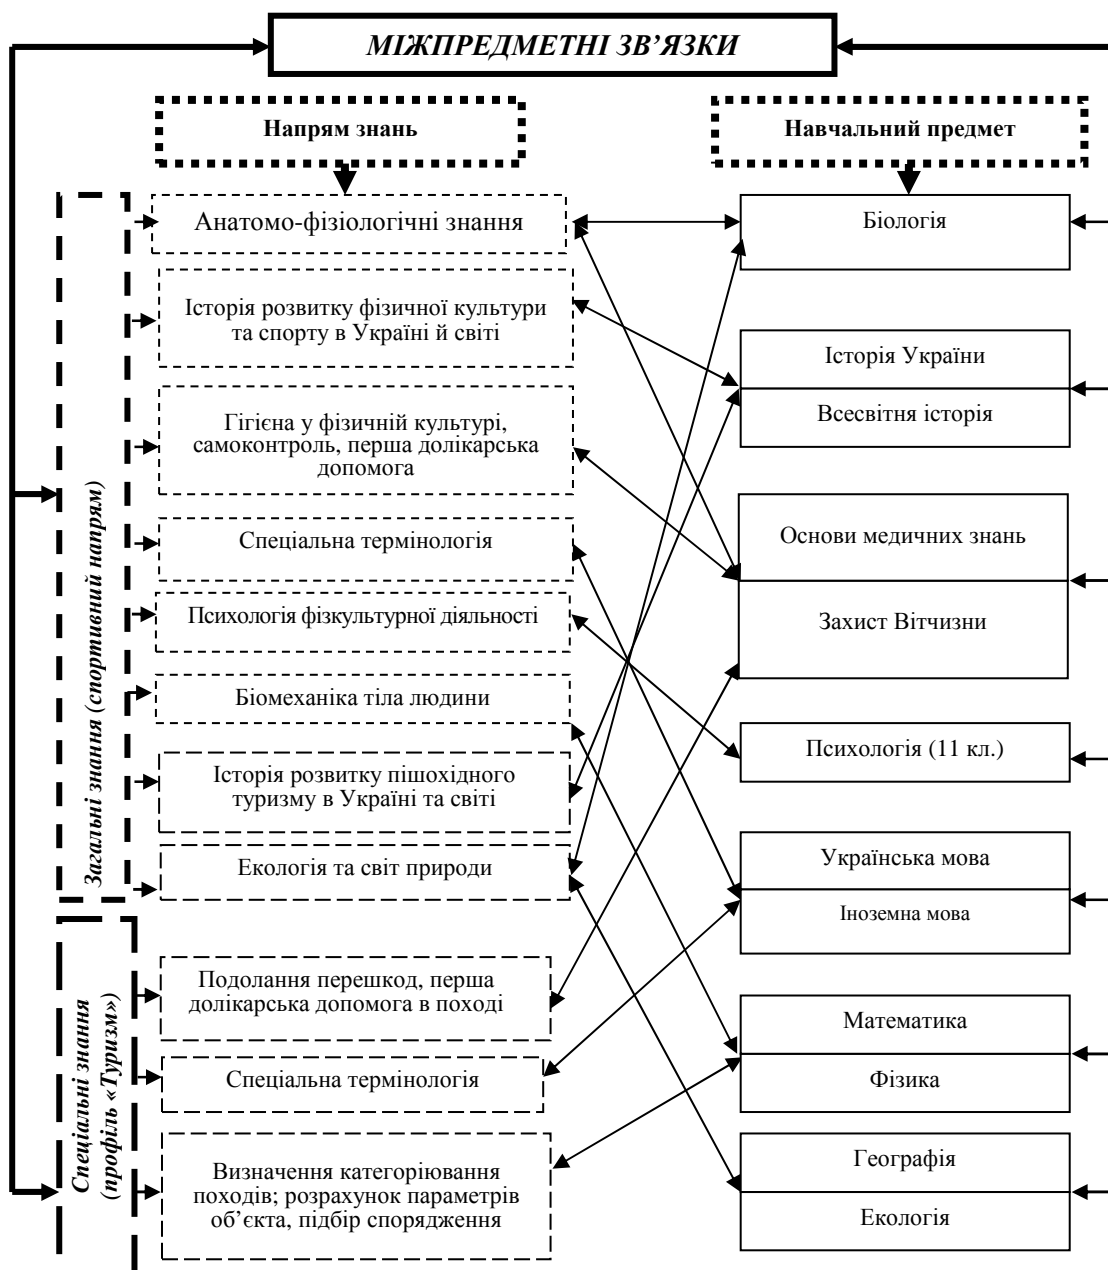 МІЖПРЕДМЕТНІ ЗВ’ЯЗКИ
Напрям знань
Навчальний предмет
Загальні знання (спортивний напрям)
Анатомо-фізіологічні знання
Історія розвитку фізичної культури
та спорту в Україні й світі
Гігієна у фізичній культурі,
самоконтроль, перша долікарська
допомога
Спеціальна термінологія
Психологія фізкультурної діяльності
Біомеханіка тіла людини
Історія розвитку пішохідного
туризму в Україні та світі
Екологія та світ природи
Спеціальні знання
(профіль «Туризм»)
Подолання перешкод, перша
долікарська допомога в поході
Спеціальна термінологія
Визначення категоріювання
походів; розрахунок параметрів
об’єкта, підбір спорядження
Біологія
Історія України
Всесвітня історія
Основи медичних знань
Захист Вітчизни
Психологія (11 кл.)
Українська мова
Іноземна мова
Математика
Фізика
Географія
Екологія